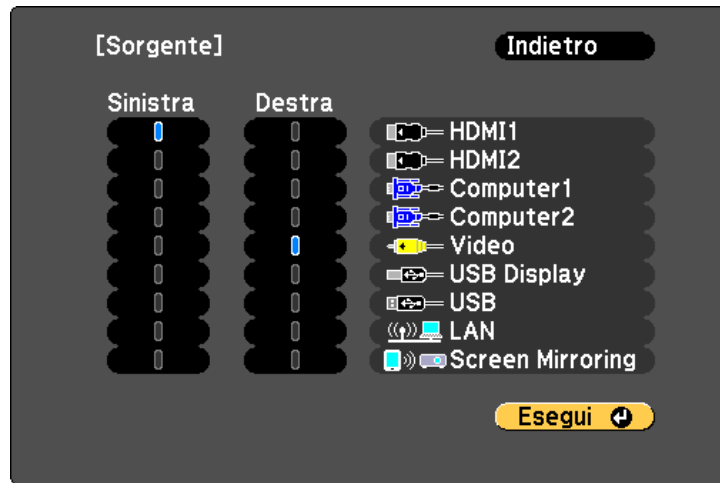 [Sorgente]
Indietro
Sinistra Destra
HDMI1
HDMI2
Computer1
Computer2
Video
USB Display
USB
LAN
Screen Mirroring
Esegui